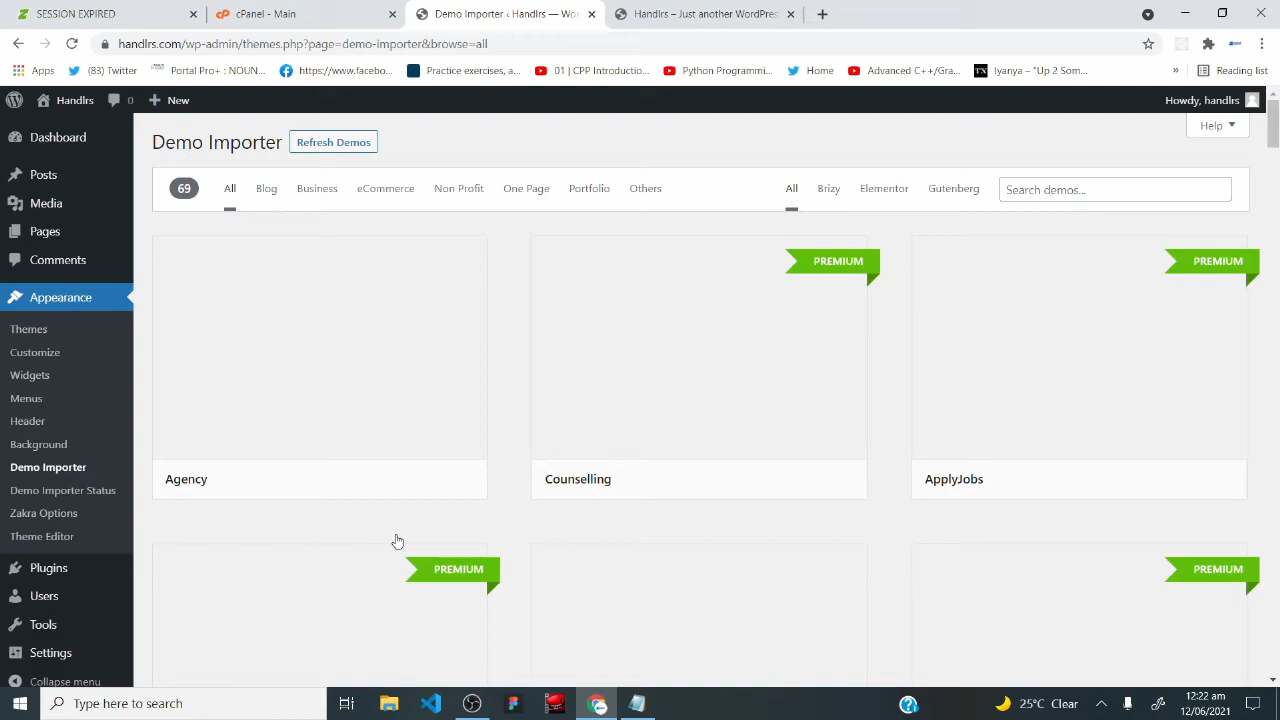 SESSION EXPIRED
cPanel - Main
Demo Importer ‹ Handlrs — Wor
Handlrs – Just another WordPres
handlrs.com/wp-admin/themes.php?page=demo-importer&browse=all
Apps
(83) Twitter
Portal Pro+ : NOUN...
https://www.facebo...
Practice exercises, a...
01 | CPP Introductio...
Python Programmi...
Home
Advanced C++/Gra...
Iyanya – "Up 2 Som...
»
Reading list
Handlrs
0
New
Howdy, handlrs
Dashboard
Posts
Media
Pages
Comments
Appearance
Themes
Customize
Widgets
Menus
Header
Background
Demo Importer
Demo Importer Status
Zakra Options
Theme Editor
Plugins
Users
Tools
Settings
Collapse menu
Demo Importer
Refresh Demos
Help
69
All
Blog
Business
eCommerce
Non Profit
One Page
Portfolio
Others
All
Brizy
Elementor
Gutenberg
Search demos...
PREMIUM
PREMIUM
Agency
Counselling
ApplyJobs
PREMIUM
PREMIUM
Type here to search
25°C Clear
12:22 am
12/06/2021